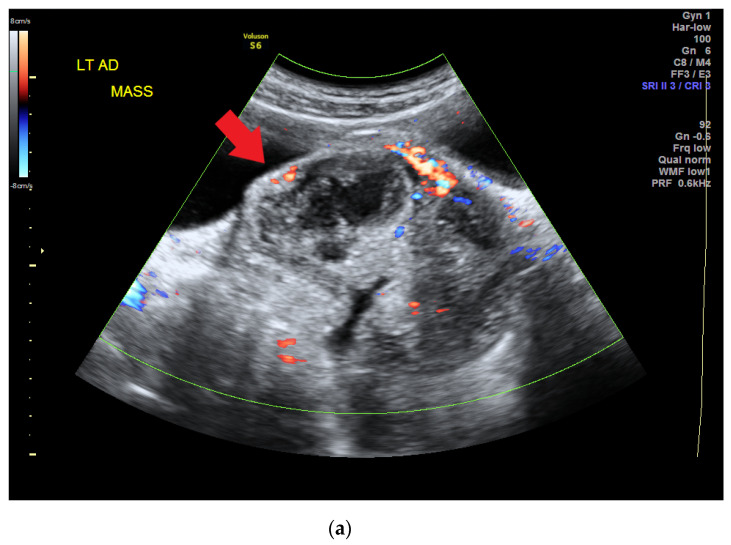 8cm/s
-8cm/s
Voluson
S6
LT AD
MASS
Gyn 1
Har-low
100
Gn 6
C8 / M4
FF3 / E3
SRI II 3 / CRI 3
92
Gn -0.6
Frq low
Qual norm
WMF low1
PRF 0.6kHz
(a)